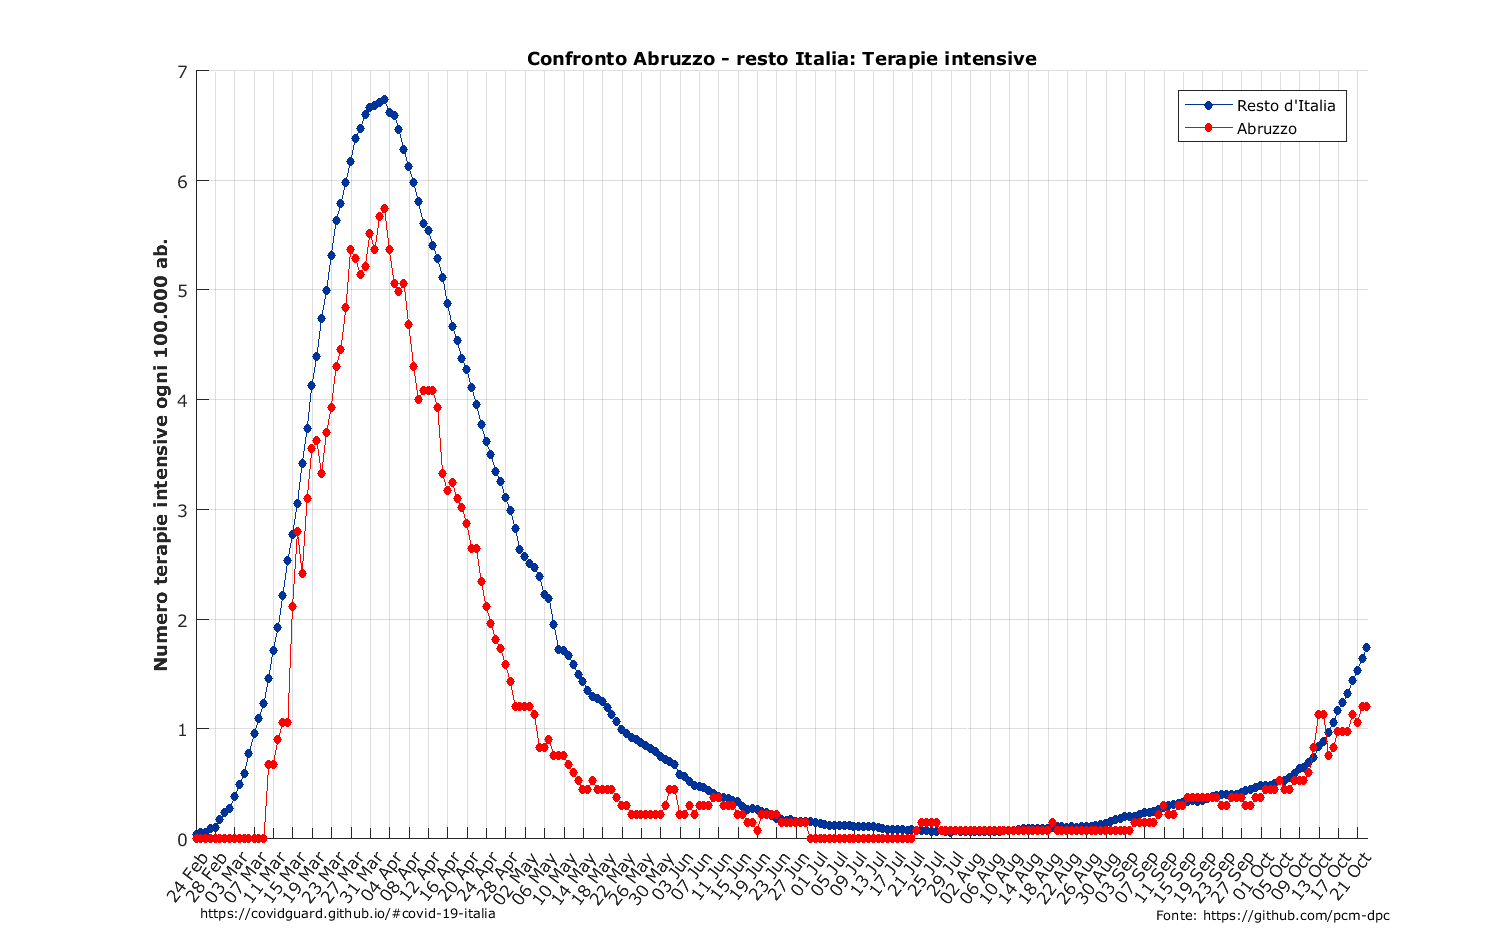 Confronto Abruzzo - resto Italia: Terapie intensive
Numero terapie intensive ogni 100.000 ab.
7
6
5
4
3
2
1
0
Resto d'Italia
Abruzzo
24 Feb
28 Feb
03 Mar
07 Mar
11 Mar
15 Mar
19 Mar
23 Mar
27 Mar
31 Mar
04 Apr
08 Apr
12 Apr
16 Apr
20 Apr
24 Apr
28 Apr
02 May
06 May
10 May
14 May
18 May
22 May
26 May
30 May
03 Jun
07 Jun
11 Jun
15 Jun
19 Jun
23 Jun
27 Jun
01 Jul
05 Jul
09 Jul
13 Jul
17 Jul
21 Jul
25 Jul
29 Jul
02 Aug
06 Aug
10 Aug
14 Aug
18 Aug
22 Aug
26 Aug
30 Aug
03 Sep
07 Sep
11 Sep
15 Sep
19 Sep
23 Sep
27 Sep
01 Oct
05 Oct
09 Oct
13 Oct
17 Oct
21 Oct
https://covidguard.github.io/#covid-19-italia
Fonte: https://github.com/pcm-dpc